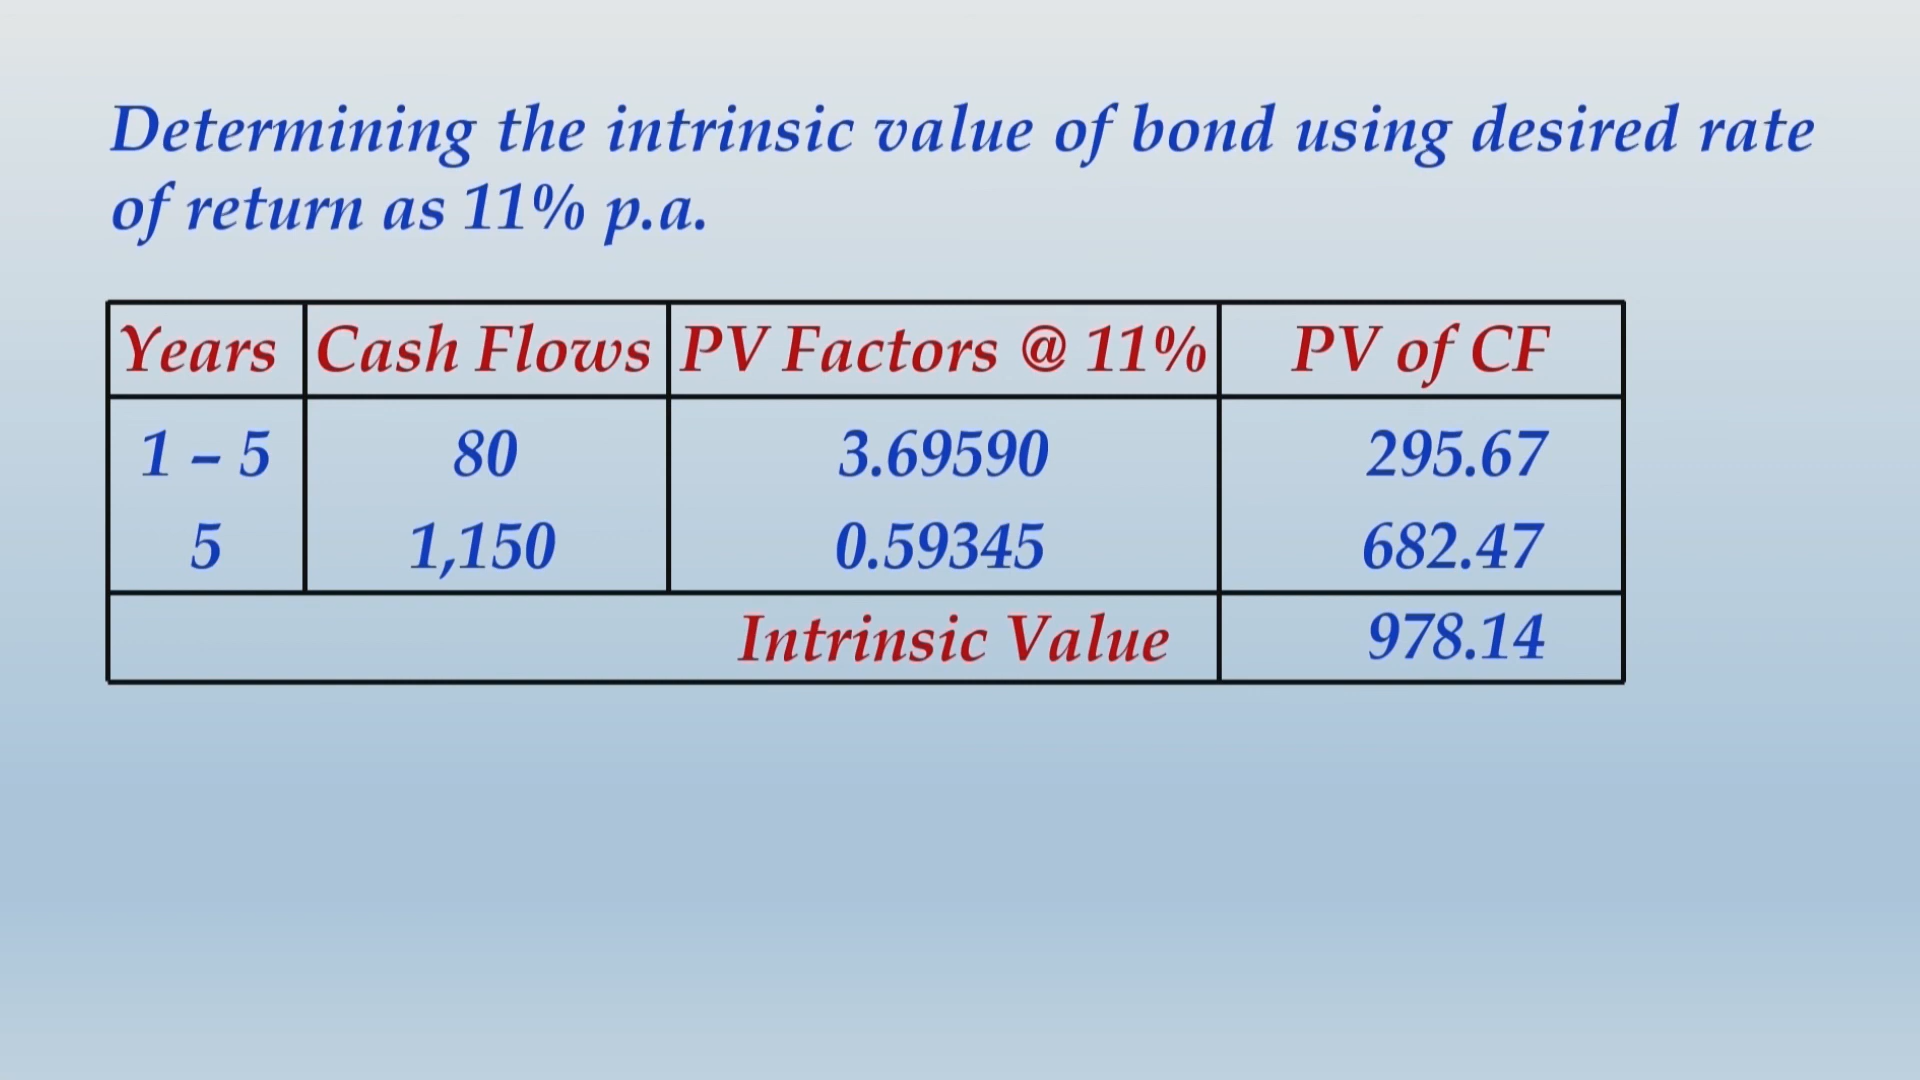 Determining the intrinsic value of bond using desired rate
of return as 11% p.a.
Years Cash Flows PV Factors @ 11% PV of CF
1 – 5 80 3.69590 295.67
5 1,150 0.59345 682.47
Intrinsic Value 978.14